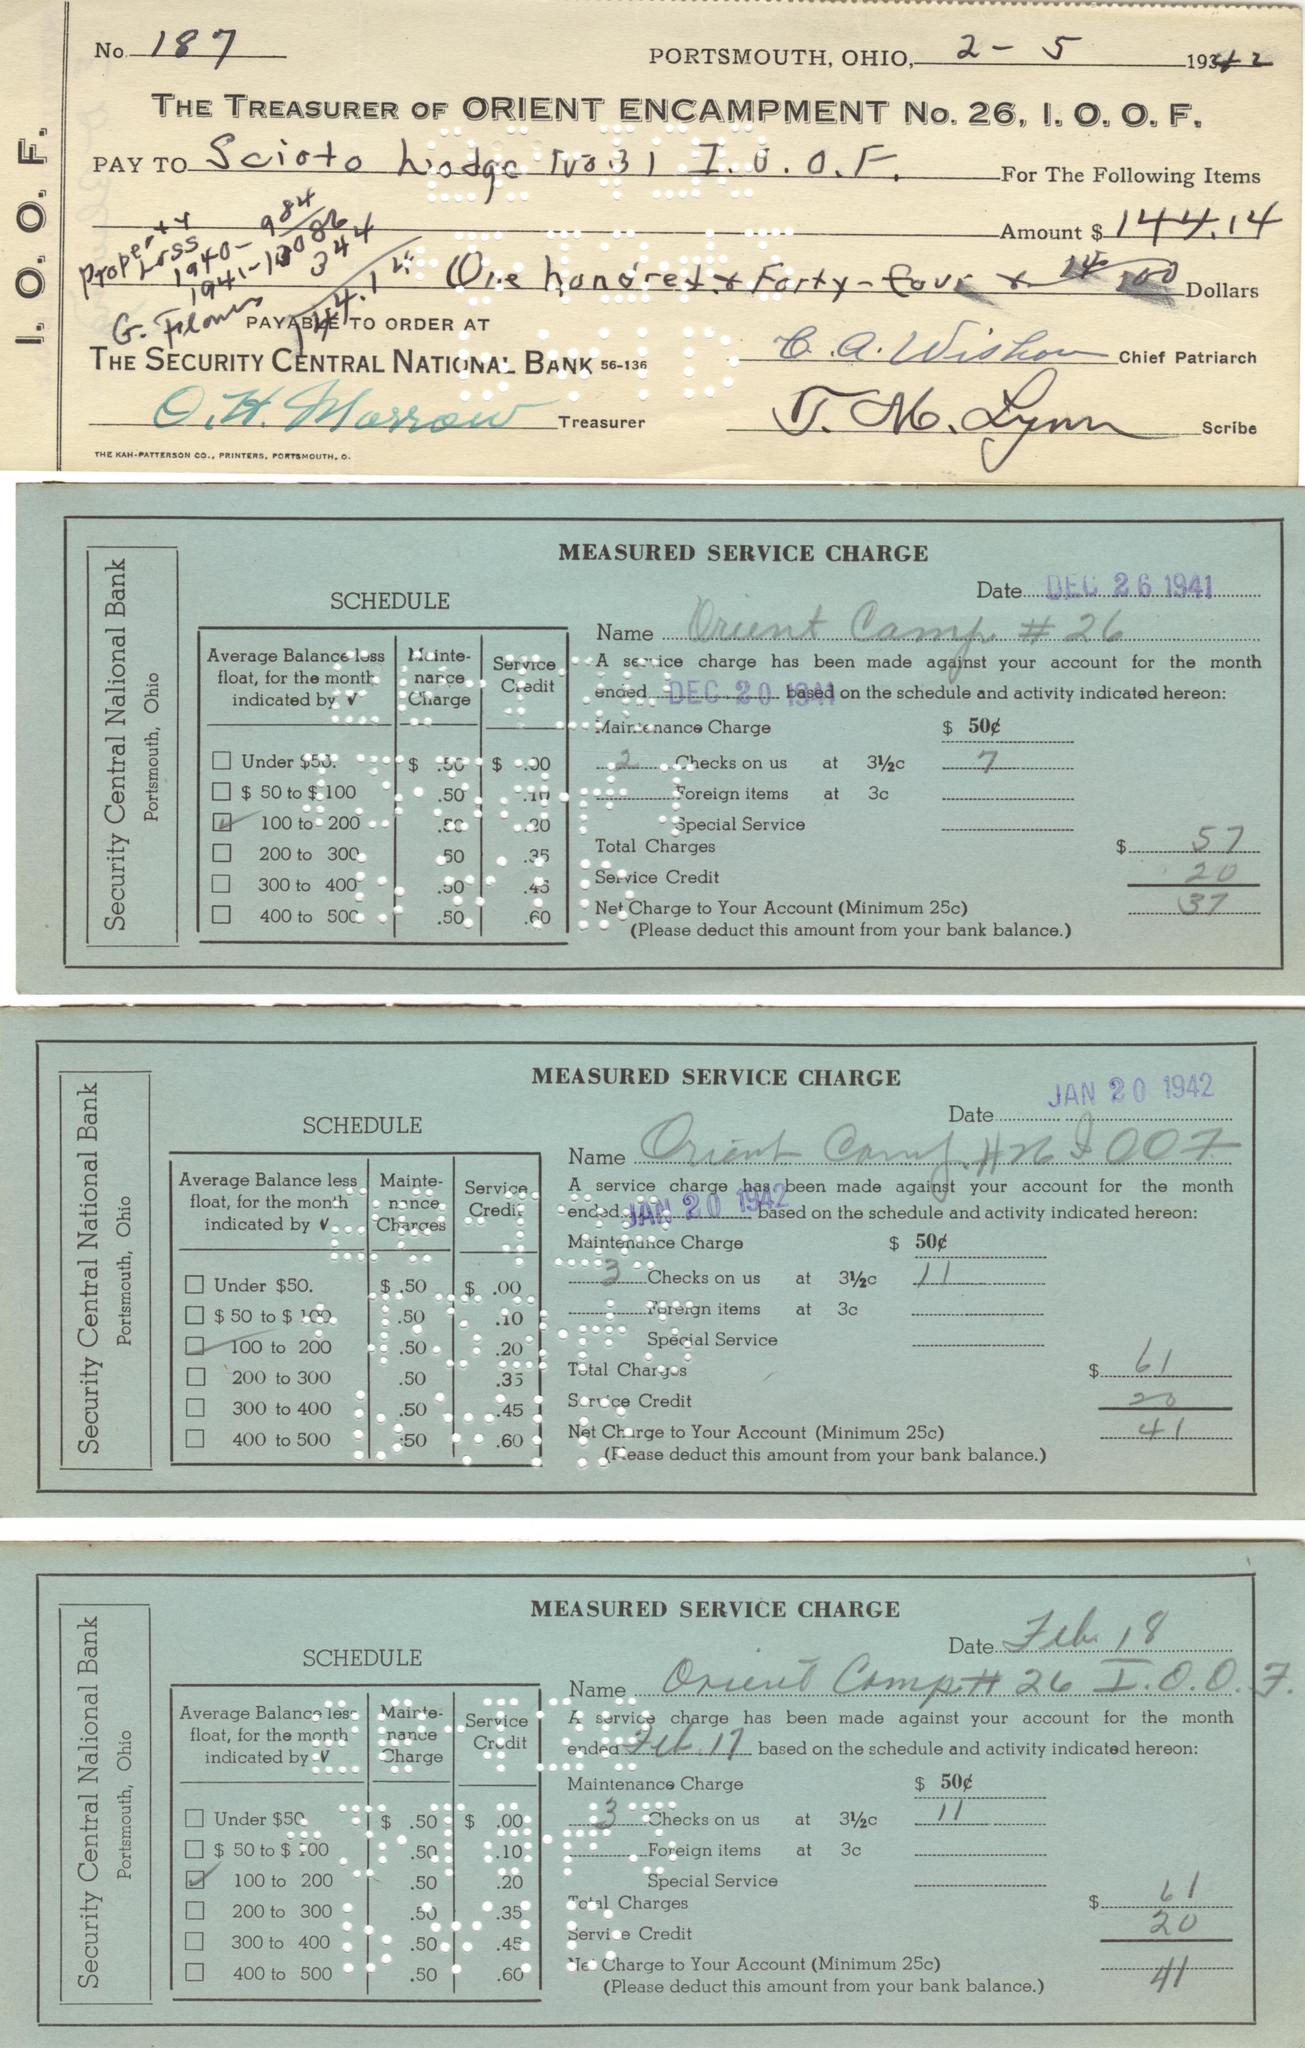 No. 187
PORTSMOUTH, OHIO, 2 - 5 1942
I. O. O. F.
THE TREASURER OF ORIENT ENCAMPMENT No. 26, I. O. O. F.
PAY TO Scioto Lodge No 31 I.O.O.F. For The Following Items
Amount $ 144.14
Property Loss
1940- 984
1941-
344
G. Flowers
One hundred & Forty-four & 14/100 Dollars
PAYABLE TO ORDER AT
THE SECURITY CENTRAL NATIONAL BANK 56-136
Chief Patriarch
O. H. Morrow Treasurer
T. M. Lynn Scribe
THE KAH-PATTERSON CO., PRINTERS, PORTSMOUTH, O.
Security Central National Bank
Portsmouth, Ohio
MEASURED SERVICE CHARGE
Date DEC 26 1941
SCHEDULE
Name Orient Camp # 26
Average Balance less float, for the month indicated by √
Maintenance Charge
Service Credit
A service charge has been made against your account for the month
ended DEC 20 1941 based on the schedule and activity indicated hereon:
Under $50. $ .50 $ .00
$ 50 to $ 100 .50 .10
100 to 200 .50 .20
200 to 300 .50 .35
300 to 400 .50 .45
400 to 500 .50 .60
Maintenance Charge $ 50¢
2 Checks on us at 3½c 7
Foreign items at 3c
Special Service
Total Charges $ 57
Service Credit 20
Net Charge to Your Account (Minimum 25c) 37
(Please deduct this amount from your bank balance.)
Security Central National Bank
Portsmouth, Ohio
MEASURED SERVICE CHARGE
Date JAN 20 1942
SCHEDULE
Name Orient Camp #26 I O O F
Average Balance less float, for the month indicated by √
Maintenance Charges
Service Credit
A service charge has been made against your account for the month
ended JAN 20 1942 based on the schedule and activity indicated hereon:
Under $50. $ .50 $ .00
$ 50 to $ 100 .50 .10
100 to 200 .50 .20
200 to 300 .50 .35
300 to 400 .50 .45
400 to 500 .50 .60
Maintenance Charge $ 50¢
3 Checks on us at 3½c 11
Foreign items at 3c
Special Service
Total Charges $ 61
Service Credit 20
Net Charge to Your Account (Minimum 25c) 41
(Please deduct this amount from your bank balance.)
Security Central National Bank
Portsmouth, Ohio
MEASURED SERVICE CHARGE
Date Feb. 18
SCHEDULE
Name Orient Camp # 26 I.O.O.F.
Average Balance less float, for the month indicated by √
Maintenance Charge
Service Credit
A service charge has been made against your account for the month
ended Feb. 17 based on the schedule and activity indicated hereon:
Under $50 $ .50 $ .00
$ 50 to $ 100 .50 .10
100 to 200 .50 .20
200 to 300 .50 .35
300 to 400 .50 .45
400 to 500 .50 .60
Maintenance Charge $ 50¢
3 Checks on us at 3½c 11
Foreign items at 3c
Special Service
Total Charges $ 61
Service Credit 20
Net Charge to Your Account (Minimum 25c) 41
(Please deduct this amount from your bank balance.)